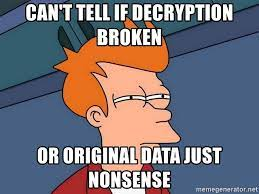 CAN'T TELL IF DECRYPTION
BROKEN
OR ORIGINAL DATA JUST
NONSENSE
memegenerator.net